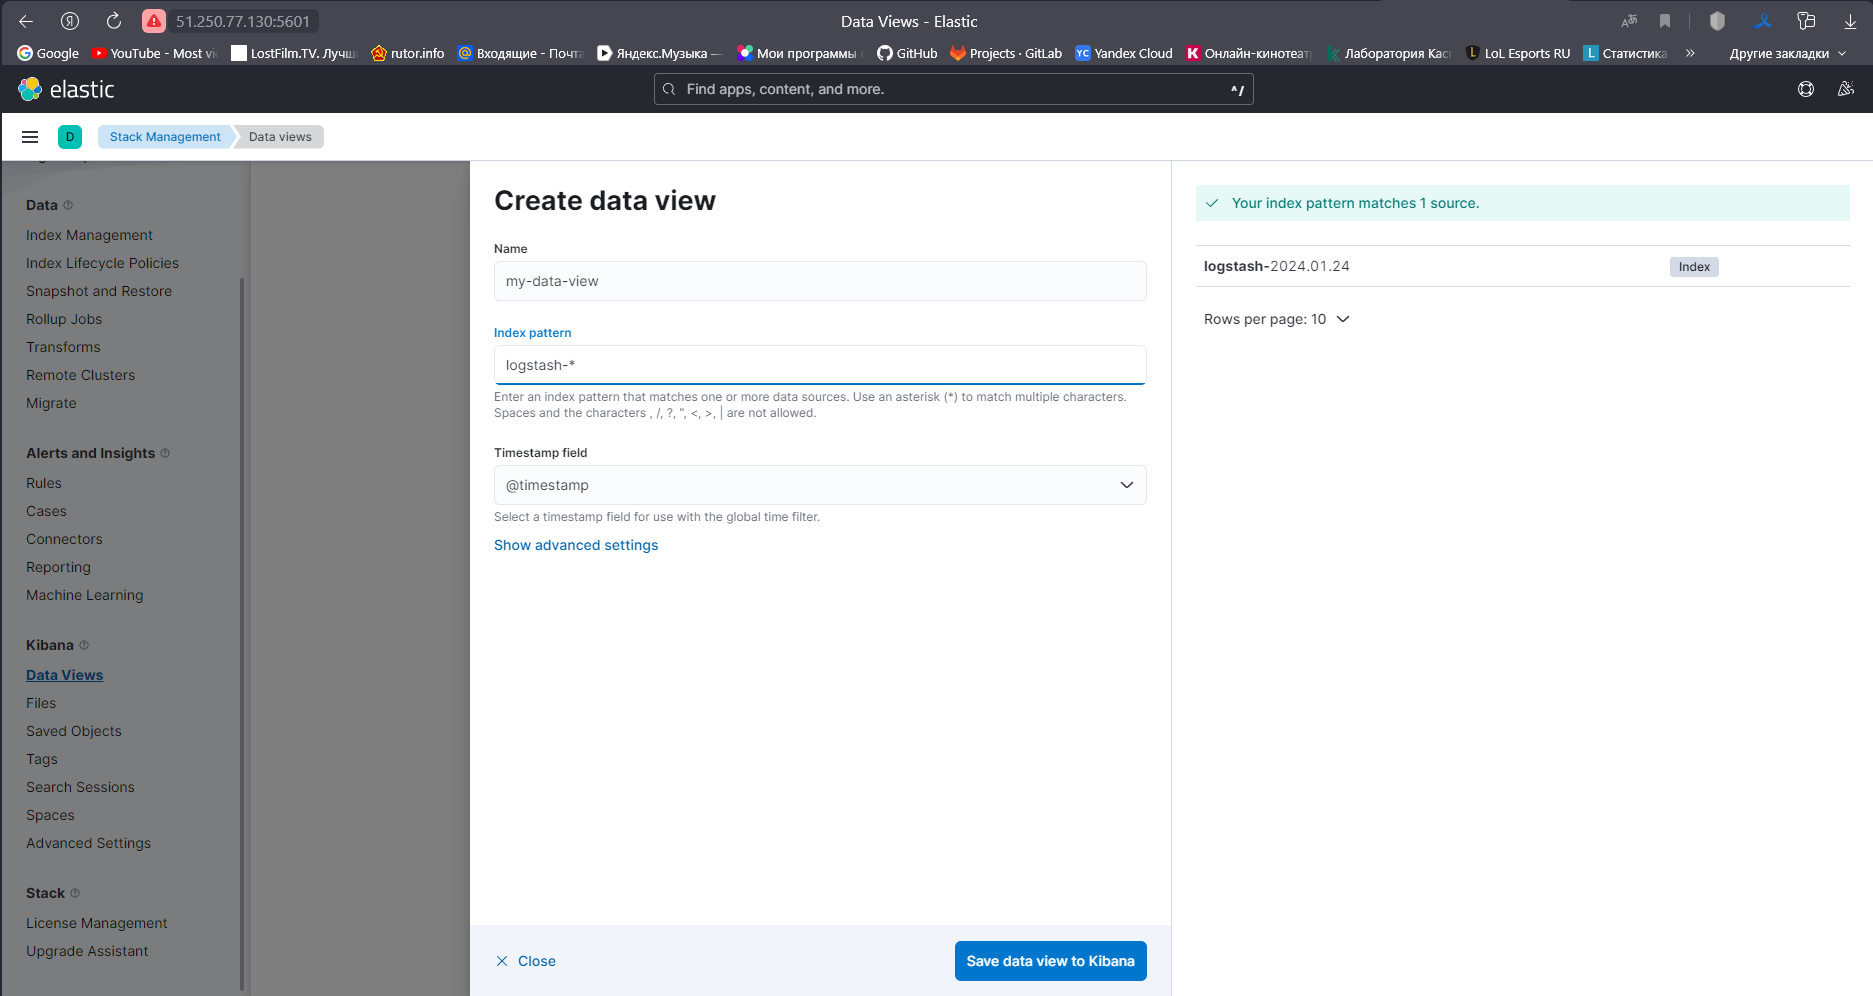 51.250.77.130:5601
Data Views - Elastic
Google
YouTube - Most vi
LostFilm.TV. Лучш
rutor.info
Входящие - Почта
Яндекс.Музыка —
Мои программы
GitHub
Projects · GitLab
Yandex Cloud
Онлайн-кинотеат
Лаборатория Кас
LoL Esports RU
Статистика
»
Другие закладки
elastic
Find apps, content, and more.
^/
D
Stack Management
Data views
Data
Index Management
Index Lifecycle Policies
Snapshot and Restore
Rollup Jobs
Transforms
Remote Clusters
Migrate
Alerts and Insights
Rules
Cases
Connectors
Reporting
Machine Learning
Kibana
Data Views
Files
Saved Objects
Tags
Search Sessions
Spaces
Advanced Settings
Stack
License Management
Upgrade Assistant
Create data view
Name
my-data-view
Index pattern
logstash-*
Enter an index pattern that matches one or more data sources. Use an asterisk (*) to match multiple characters.
Spaces and the characters , /, ?, ", <, >, | are not allowed.
Timestamp field
@timestamp
Select a timestamp field for use with the global time filter.
Show advanced settings
Close
Save data view to Kibana
Your index pattern matches 1 source.
logstash-2024.01.24
Index
Rows per page: 10